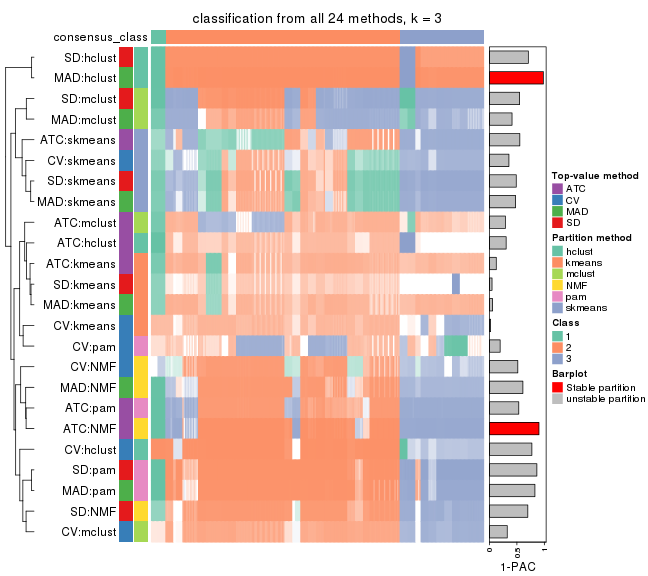 classification from all 24 methods, k = 3
consensus_class
SD:hclust
MAD:hclust
SD:mclust
MAD:mclust
ATC:skmeans
CV:skmeans
SD:skmeans
MAD:skmeans
ATC:mclust
ATC:hclust
ATC:kmeans
SD:kmeans
MAD:kmeans
CV:kmeans
CV:pam
CV:NMF
MAD:NMF
ATC:pam
ATC:NMF
CV:hclust
SD:pam
MAD:pam
SD:NMF
CV:mclust
0 0.5 1
1-PAC
Top-value method
ATC
CV
MAD
SD
Partition method
hclust
kmeans
mclust
NMF
pam
skmeans
Class
1
2
3
Barplot
Stable partition
unstable partition